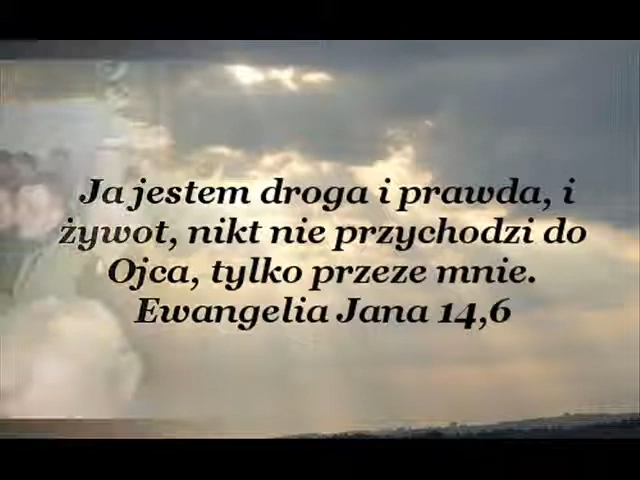 Ja jestem droga i prawda, i
żywot, nikt nie przychodzi do
Ojca, tylko przeze mnie.
Ewangelia Jana 14,6